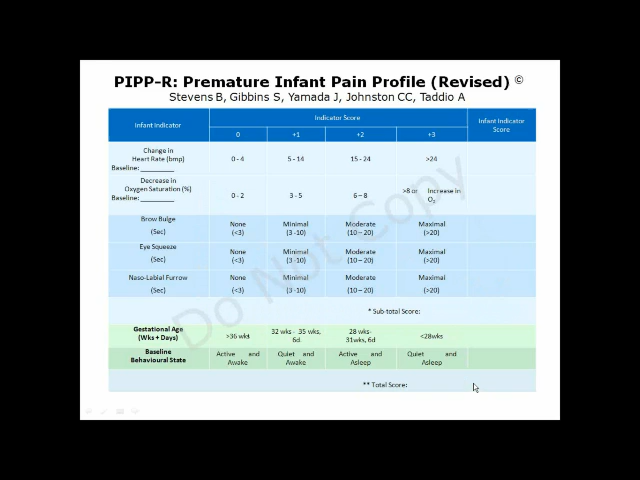 PIPP-R: Premature Infant Pain Profile (Revised) ©
Stevens B, Gibbins S, Yamada J, Johnston CC, Taddio A
Infant Indicator
Indicator Score
Infant Indicator Score
0 +1 +2 +3
Change in Heart Rate (bmp) Baseline: ________ 0 - 4 5 - 14 15 - 24 >24
Decrease in Oxygen Saturation (%) Baseline: ________ 0 - 2 3 - 5 6 – 8 >8 or Increase in O₂
Brow Bulge (Sec) None (<3) Minimal (3 -10) Moderate (10 – 20) Maximal (>20)
Eye Squeeze (Sec) None (<3) Minimal (3 -10) Moderate (10 – 20) Maximal (>20)
Naso-Labial Furrow (Sec) None (<3) Minimal (3 -10) Moderate (10 – 20) Maximal (>20)
* Sub-total Score:
Gestational Age (Wks + Days) >36 wks 32 wks - 35 wks, 6d 28 wks- 31wks, 6d <28wks
Baseline Behavioural State Active and Awake Quiet and Awake Active and Asleep Quiet and Asleep
** Total Score:
Do Not Copy